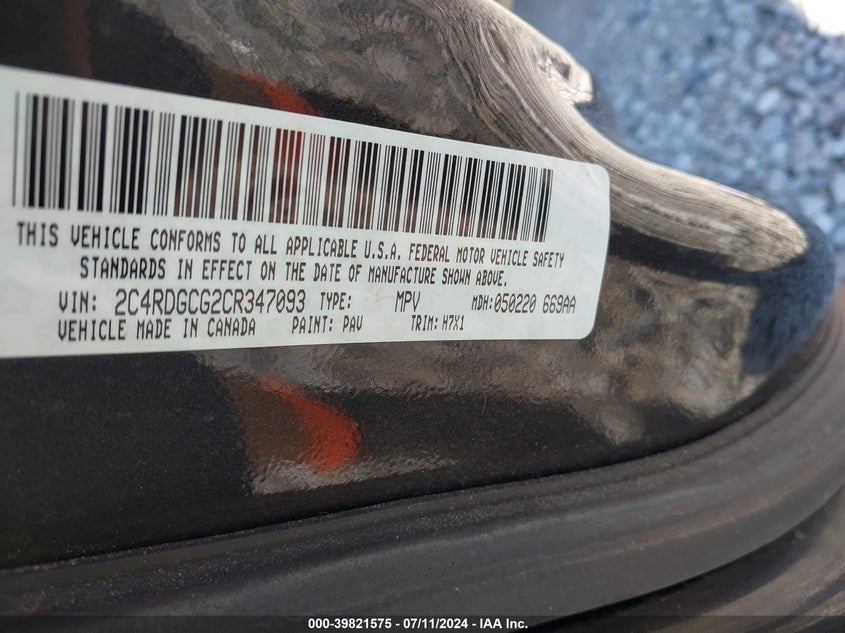 THIS VEHICLE CONFORMS TO ALL APPLICABLE U.S.A. FEDERAL MOTOR VEHICLE SAFETY
STANDARDS IN EFFECT ON THE DATE OF MANUFACTURE SHOWN ABOVE.
VIN: 2C4RDGCG2CR347093 TYPE: MPV MDH:050220 669AA
VEHICLE MADE IN CANADA PAINT: PAV TRIM: H7X1
000-39821575 - 07/11/2024 - IAA Inc.